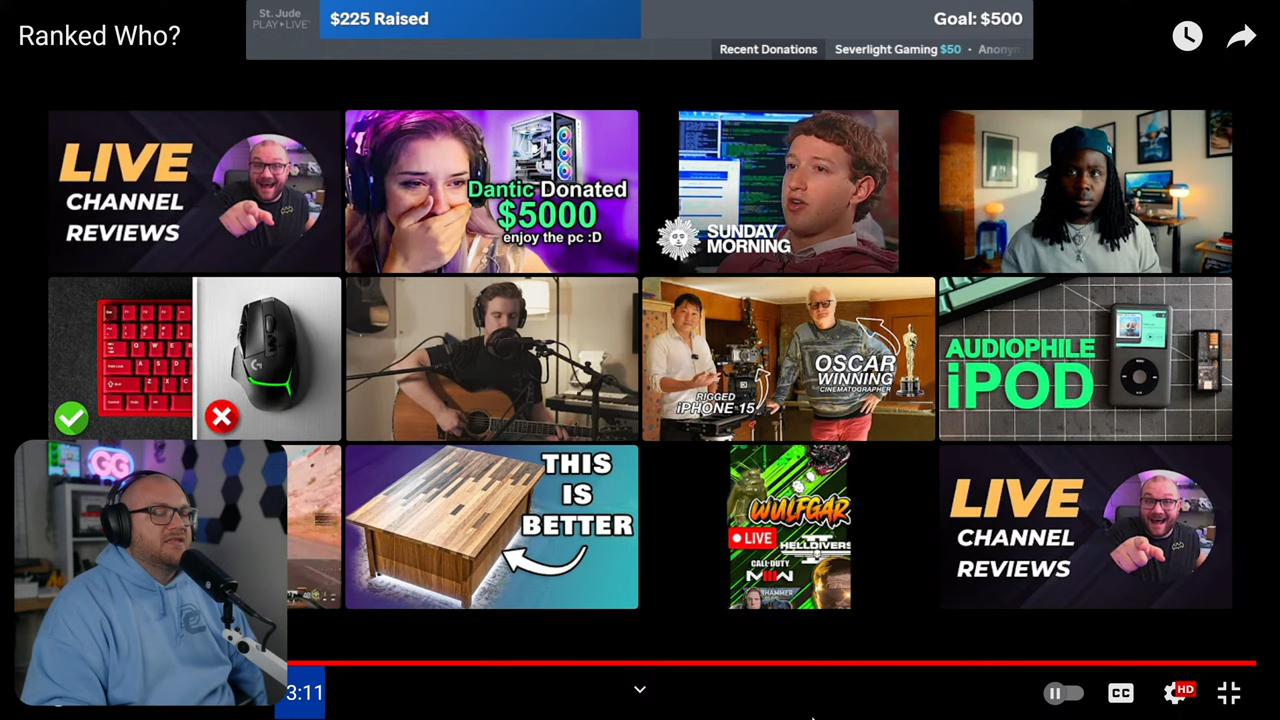 St. Jude
PLAY LIVE
$225 Raised
Goal: $500
Recent Donations
Severlight Gaming $50 · Anonym
Ranked Who?
LIVE
CHANNEL
REVIEWS
Dantic Donated
$5000
enjoy the pc :D
SUNDAY
MORNING
G
OSCAR
WINNING
CINEMATOGRAPHER
RIGGED
iPHONE 15
AUDIOPHILE
iPOD
GG
THIS
IS
BETTER
WULFGAR
LIVE
HELLDIVERS
II
CALL·DUTY
MW
LIVE
CHANNEL
REVIEWS
3:11
CC
HD